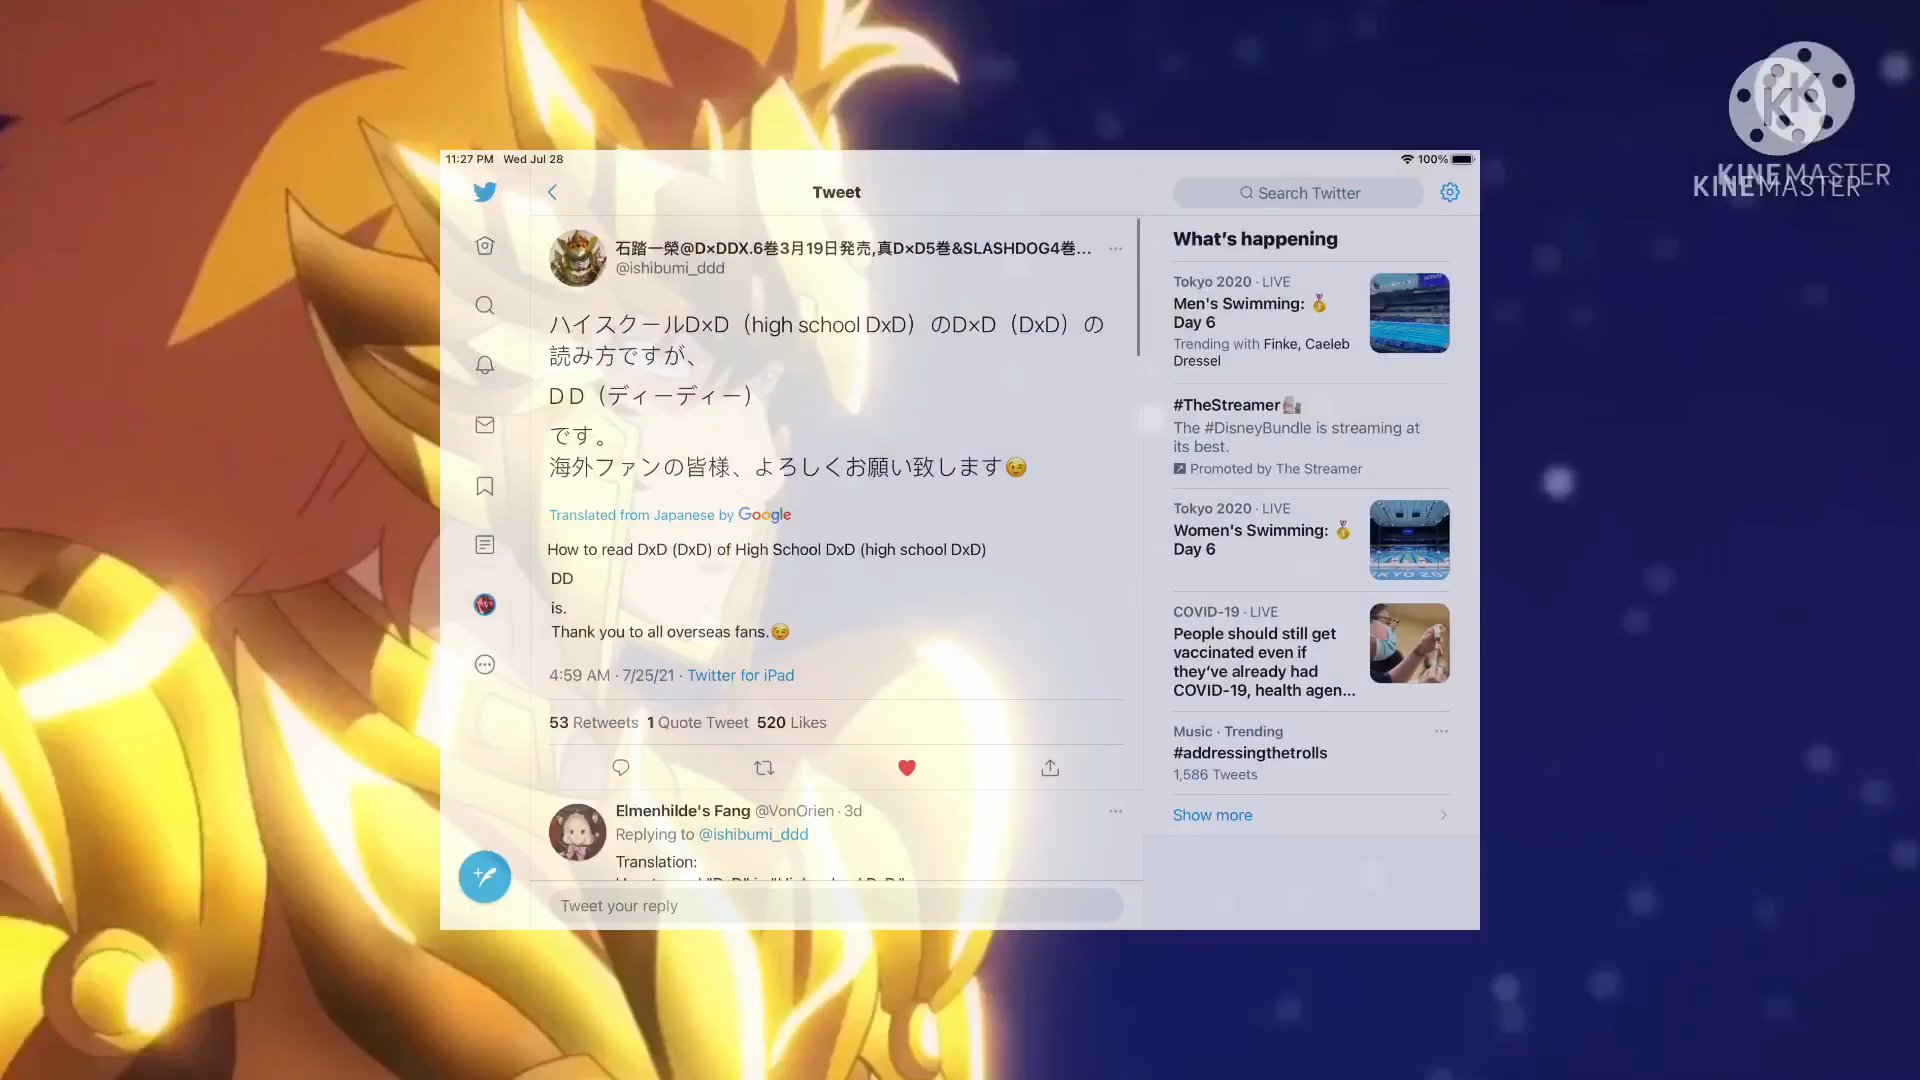 KINEMASTER
KINEMASTER
11:27 PM Wed Jul 28
100%
Tweet
Search Twitter
石踏一榮@D×DDX.6巻3月19日発売,真D×D5巻&SLASHDOG4巻...
@ishibumi_ddd
ハイスクールD×D（high school DxD）のD×D（DxD）の
読み方ですが、
DD（ディーディー）
です。
海外ファンの皆様、よろしくお願い致します😉
Translated from Japanese by Google
How to read DxD (DxD) of High School DxD (high school DxD)
DD
is.
Thank you to all overseas fans.😉
4:59 AM · 7/25/21 · Twitter for iPad
53 Retweets 1 Quote Tweet 520 Likes
Elmenhilde's Fang @VonOrien · 3d
Replying to @ishibumi_ddd
Translation:
Tweet your reply
What's happening
Tokyo 2020 · LIVE
Men's Swimming: 🏅
Day 6
Trending with Finke, Caeleb
Dressel
#TheStreamer
The #DisneyBundle is streaming at
its best.
Promoted by The Streamer
Tokyo 2020 · LIVE
Women's Swimming: 🏅
Day 6
COVID-19 · LIVE
People should still get
vaccinated even if
they've already had
COVID-19, health agen...
Music · Trending
#addressingthetrolls
1,586 Tweets
Show more